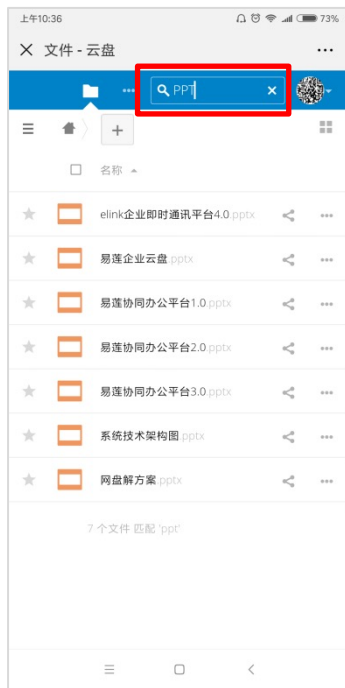 上午10:36
73%
文件 - 云盘
PPT
名称
elink企业即时通讯平台4.0.pptx
易莲企业云盘.pptx
易莲协同办公平台1.0.pptx
易莲协同办公平台2.0.pptx
易莲协同办公平台3.0.pptx
系统技术架构图.pptx
网盘解方案.pptx
7 个文件 匹配 'ppt'